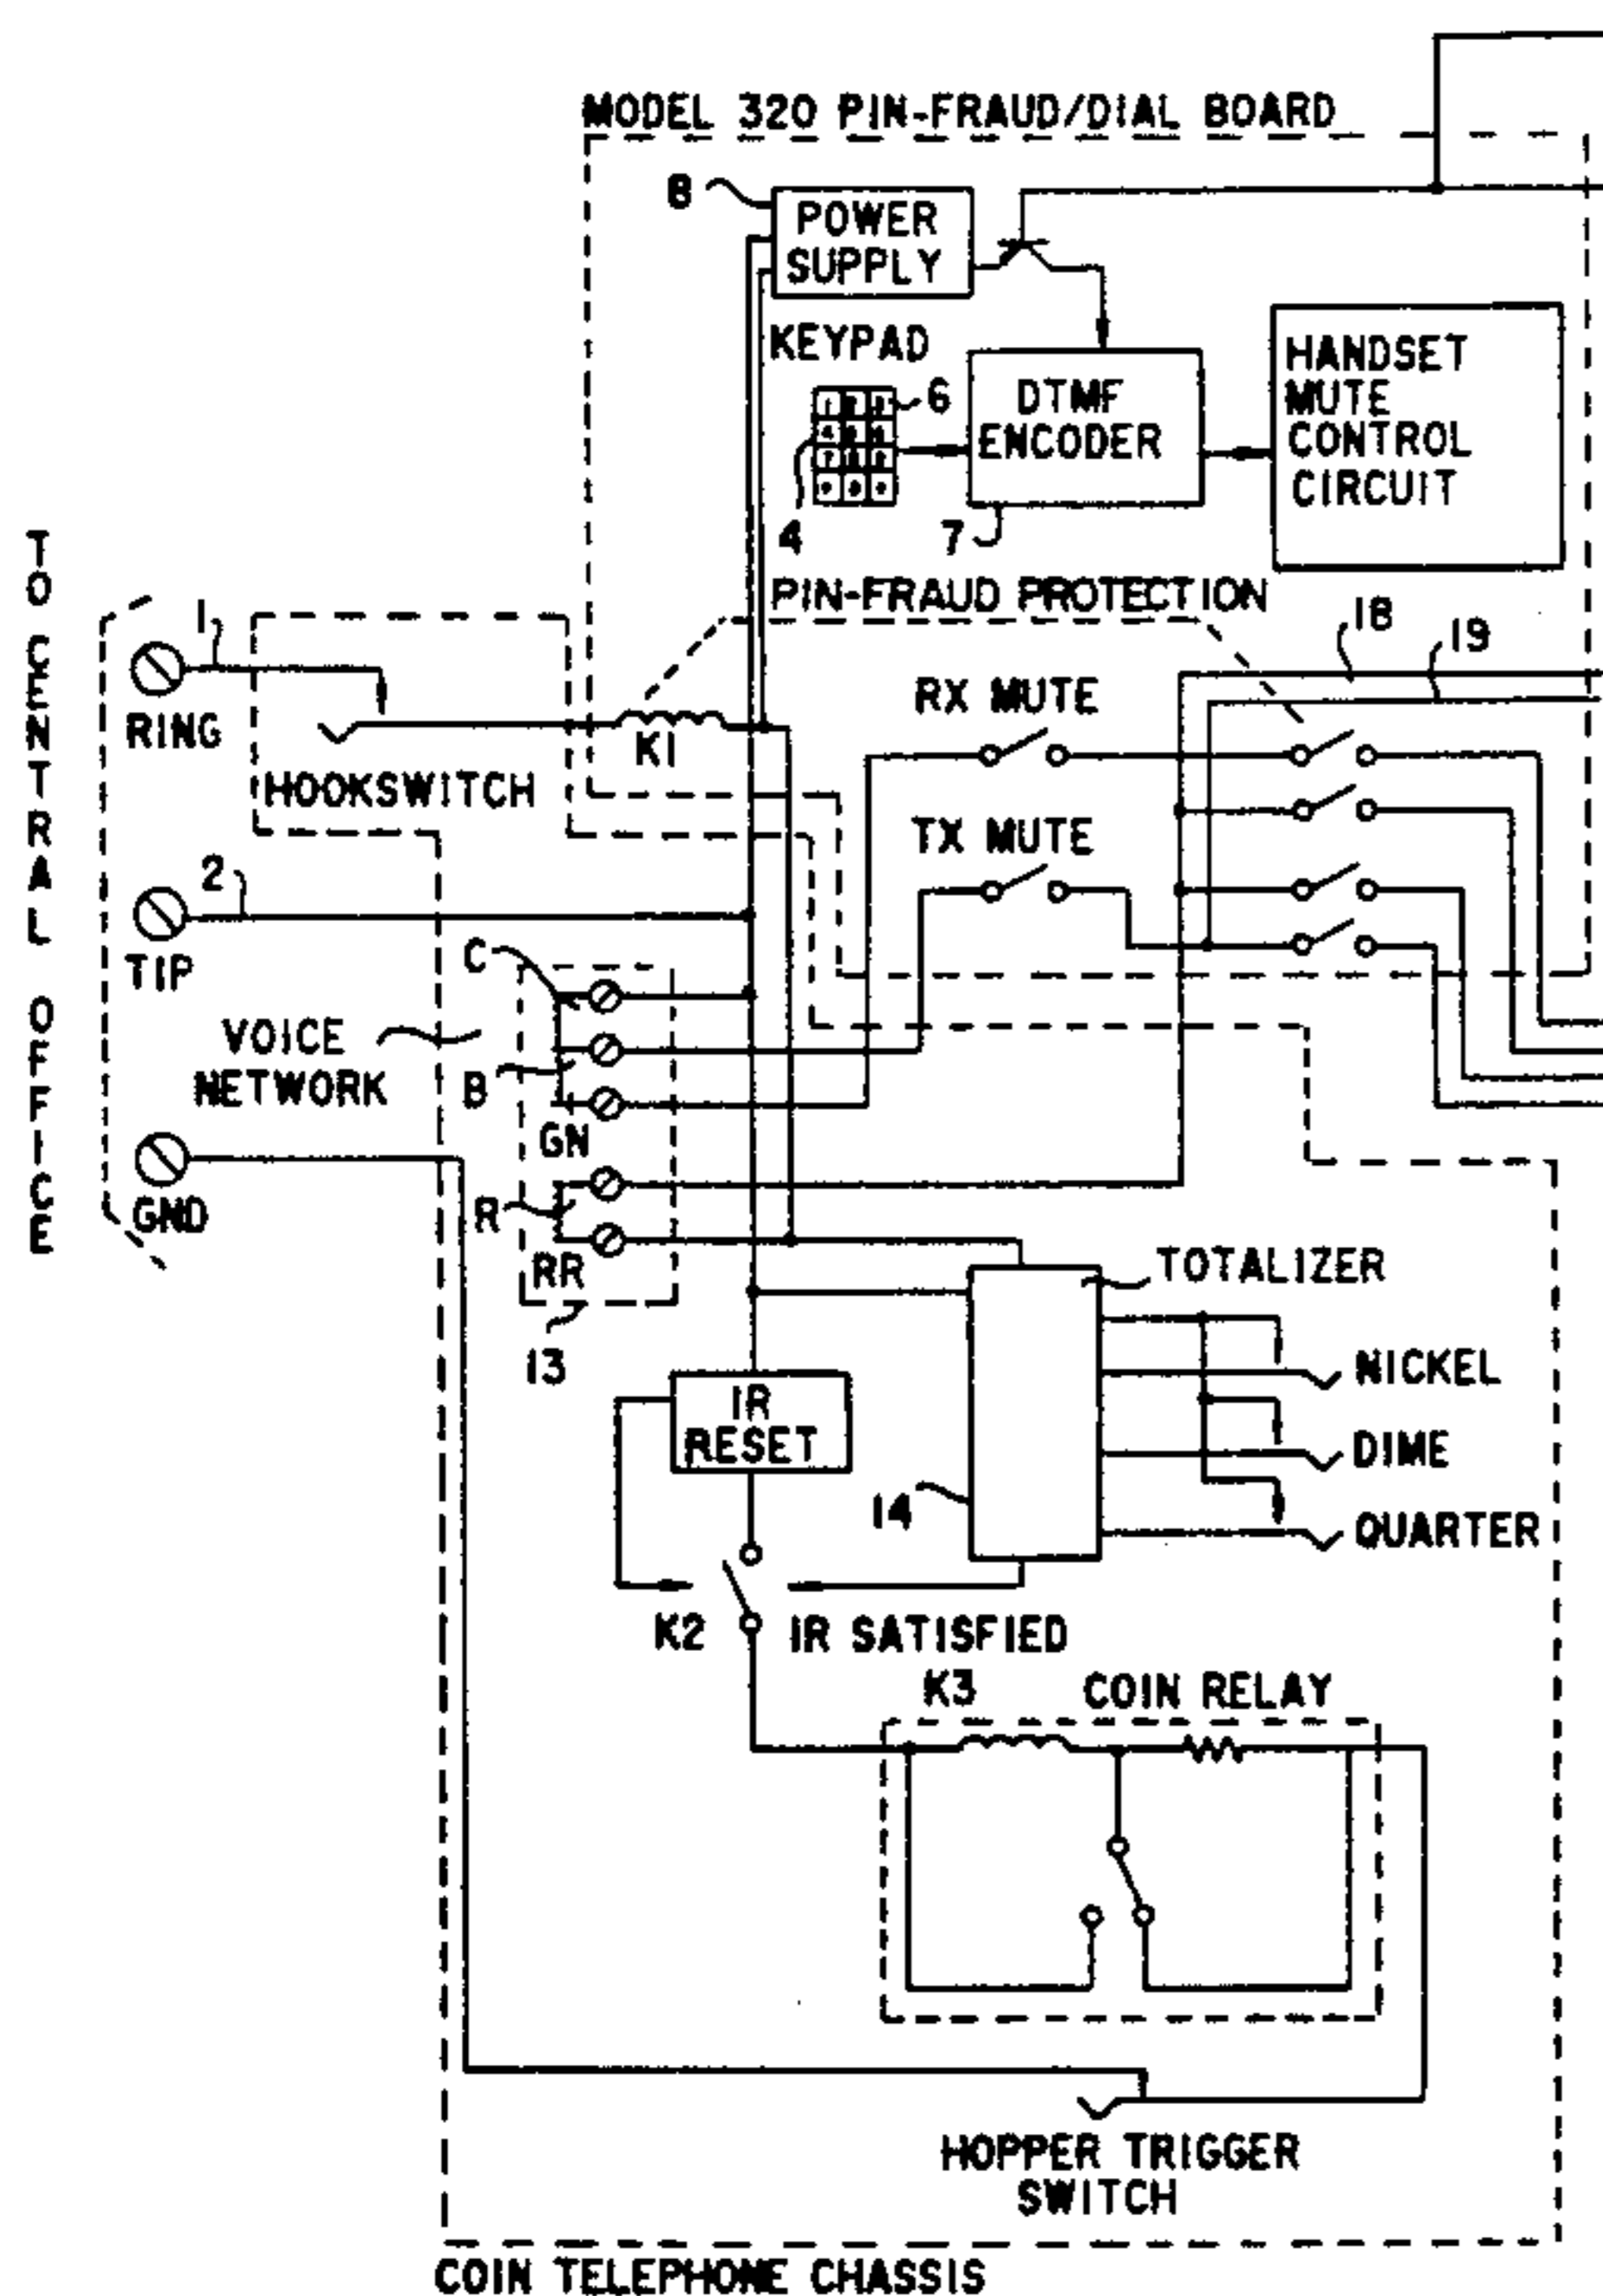 MODEL 320 PIN-FRAUD/DIAL BOARD
8
POWER
SUPPLY
KEYPAD
6
DTMF
ENCODER
HANDSET
MUTE
CONTROL
CIRCUIT
4
7
PIN-FRAUD PROTECTION
TO CENTRAL OFFICE
1
18
19
RING
K1
RX MUTE
HOOKSWITCH
TX MUTE
2
TIP
C
VOICE
NETWORK
B
GN
GND
R
RR
TOTALIZER
13
NICKEL
IR
RESET
DIME
14
QUARTER
K2
IR SATISFIED
K3
COIN RELAY
HOPPER TRIGGER
SWITCH
COIN TELEPHONE CHASSIS